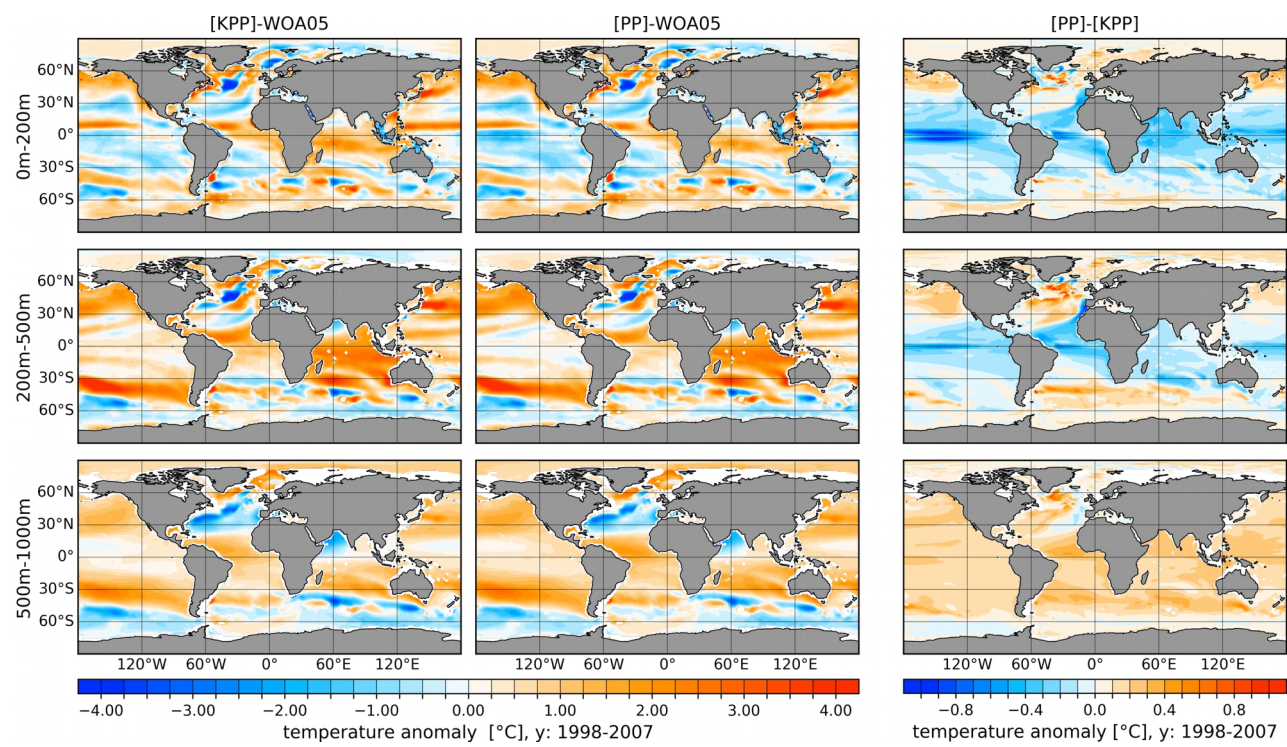 [KPP]-WOA05 [PP]-WOA05 [PP]-[KPP]
0m-200m
60°N
30°N
0°
30°S
60°S
200m-500m
60°N
30°N
0°
30°S
60°S
500m-1000m
60°N
30°N
0°
30°S
60°S
120°W 60°W 0° 60°E 120°E 120°W 60°W 0° 60°E 120°E 120°W 60°W 0° 60°E 120°E
−4.00 −3.00 −2.00 −1.00 0.00 1.00 2.00 3.00 4.00 −0.8 −0.4 0.0 0.4 0.8
temperature anomaly [°C], y: 1998-2007 temperature anomaly [°C], y: 1998-2007